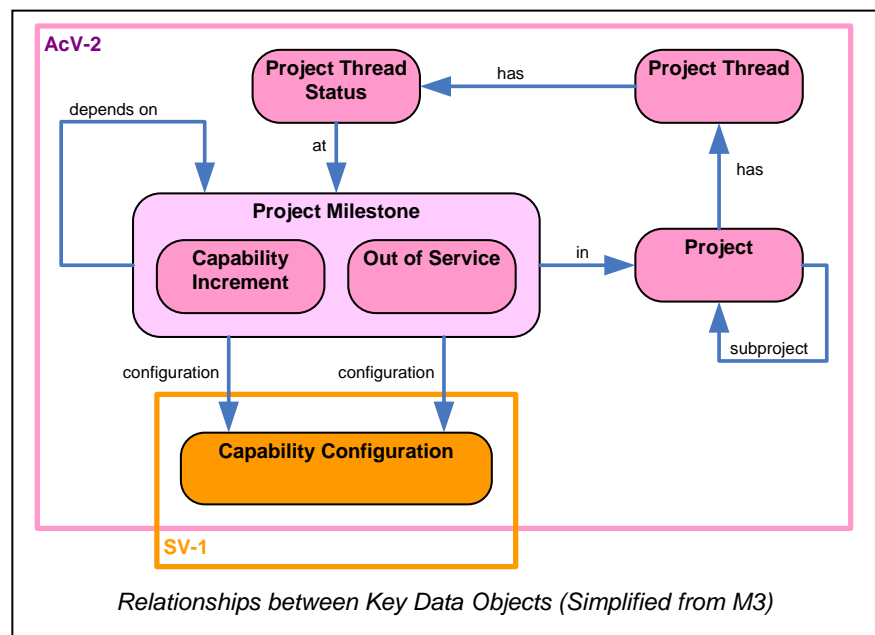 AcV-2
Project Thread
Status
has
Project Thread
depends on
at
has
Project Milestone
Capability
Increment
Out of Service
in
Project
subproject
configuration
configuration
Capability Configuration
SV-1
Relationships between Key Data Objects (Simplified from M3)